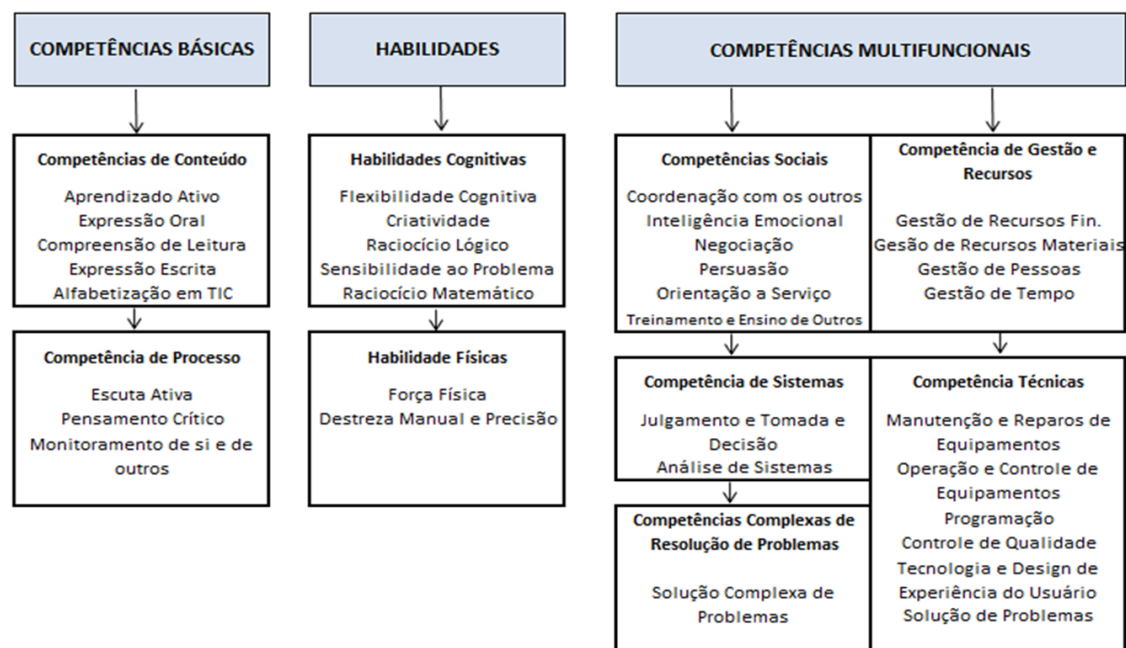 COMPETÊNCIAS BÁSICAS
Competências de Conteúdo
Aprendizado Ativo
Expressão Oral
Compreensão de Leitura
Expressão Escrita
Alfabetização em TIC
Competência de Processo
Escuta Ativa
Pensamento Crítico
Monitoramento de si e de
outros
HABILIDADES
Habilidades Cognitivas
Flexibilidade Cognitiva
Criatividade
Raciocício Lógico
Sensibilidade ao Problema
Raciocício Matemático
Habilidade Físicas
Força Física
Destreza Manual e Precisão
COMPETÊNCIAS MULTIFUNCIONAIS
Competências Sociais
Coordenação com os outros
Inteligência Emocional
Negociação
Persuasão
Orientação a Serviço
Treinamento e Ensino de Outros
Competência de Sistemas
Julgamento e Tomada e
Decisão
Análise de Sistemas
Competências Complexas de
Resolução de Problemas
Solução Complexa de
Problemas
Competência de Gestão e
Recursos
Gestão de Recursos Fin.
Gesão de Recursos Materiais
Gestão de Pessoas
Gestão de Tempo
Competência Técnicas
Manutenção e Reparos de
Equipamentos
Operação e Controle de
Equipamentos
Programação
Controle de Qualidade
Tecnologia e Design de
Experiência do Usuário
Solução de Problemas